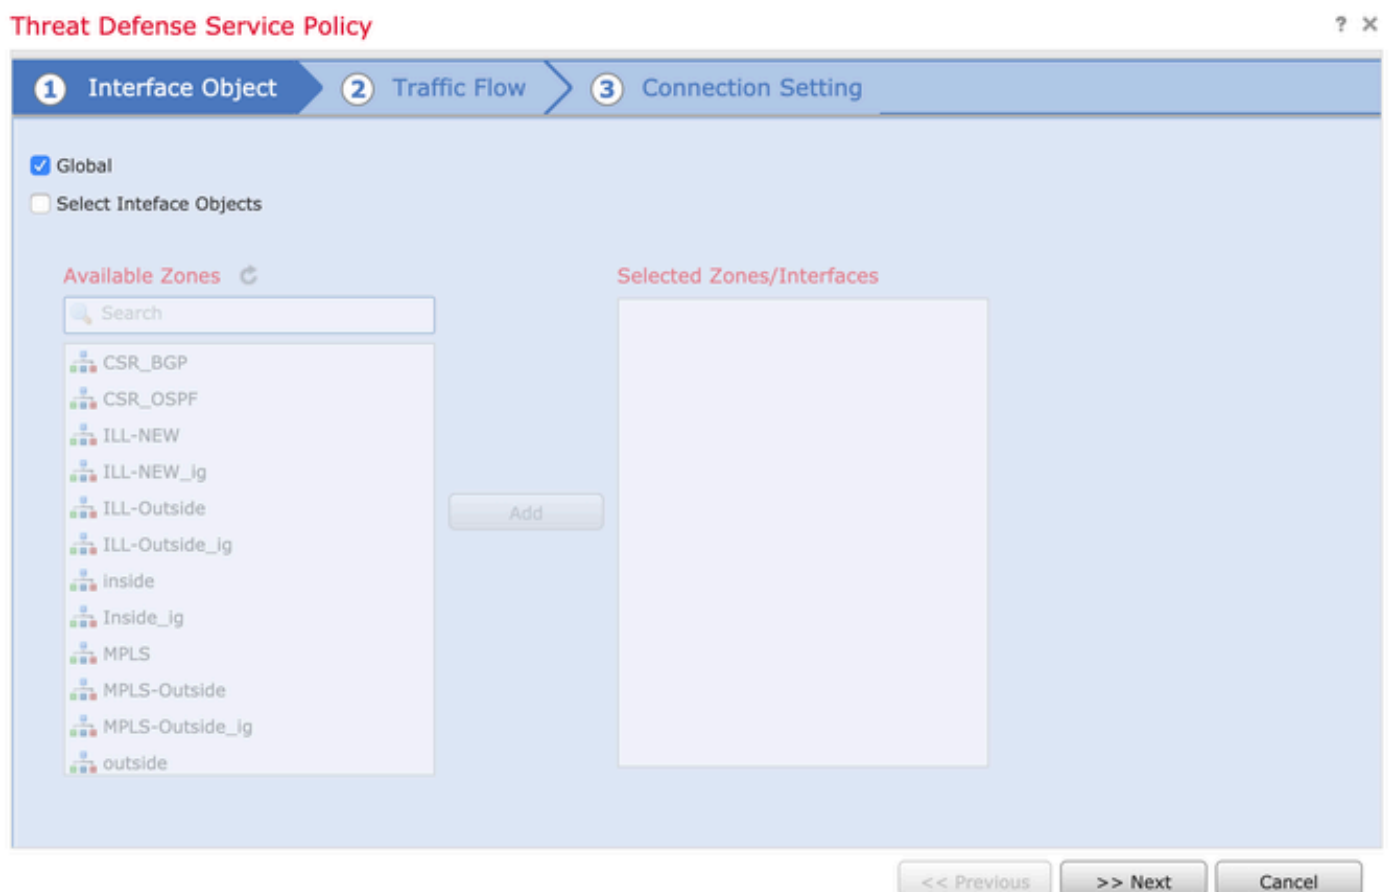 Threat Defense Service Policy
? ×
1 Interface Object 2 Traffic Flow 3 Connection Setting
Global
Select Inteface Objects
Available Zones
Selected Zones/Interfaces
Search
CSR_BGP
CSR_OSPF
ILL-NEW
ILL-NEW_ig
ILL-Outside
Add
ILL-Outside_ig
inside
Inside_ig
MPLS
MPLS-Outside
MPLS-Outside_ig
outside
<< Previous >> Next Cancel